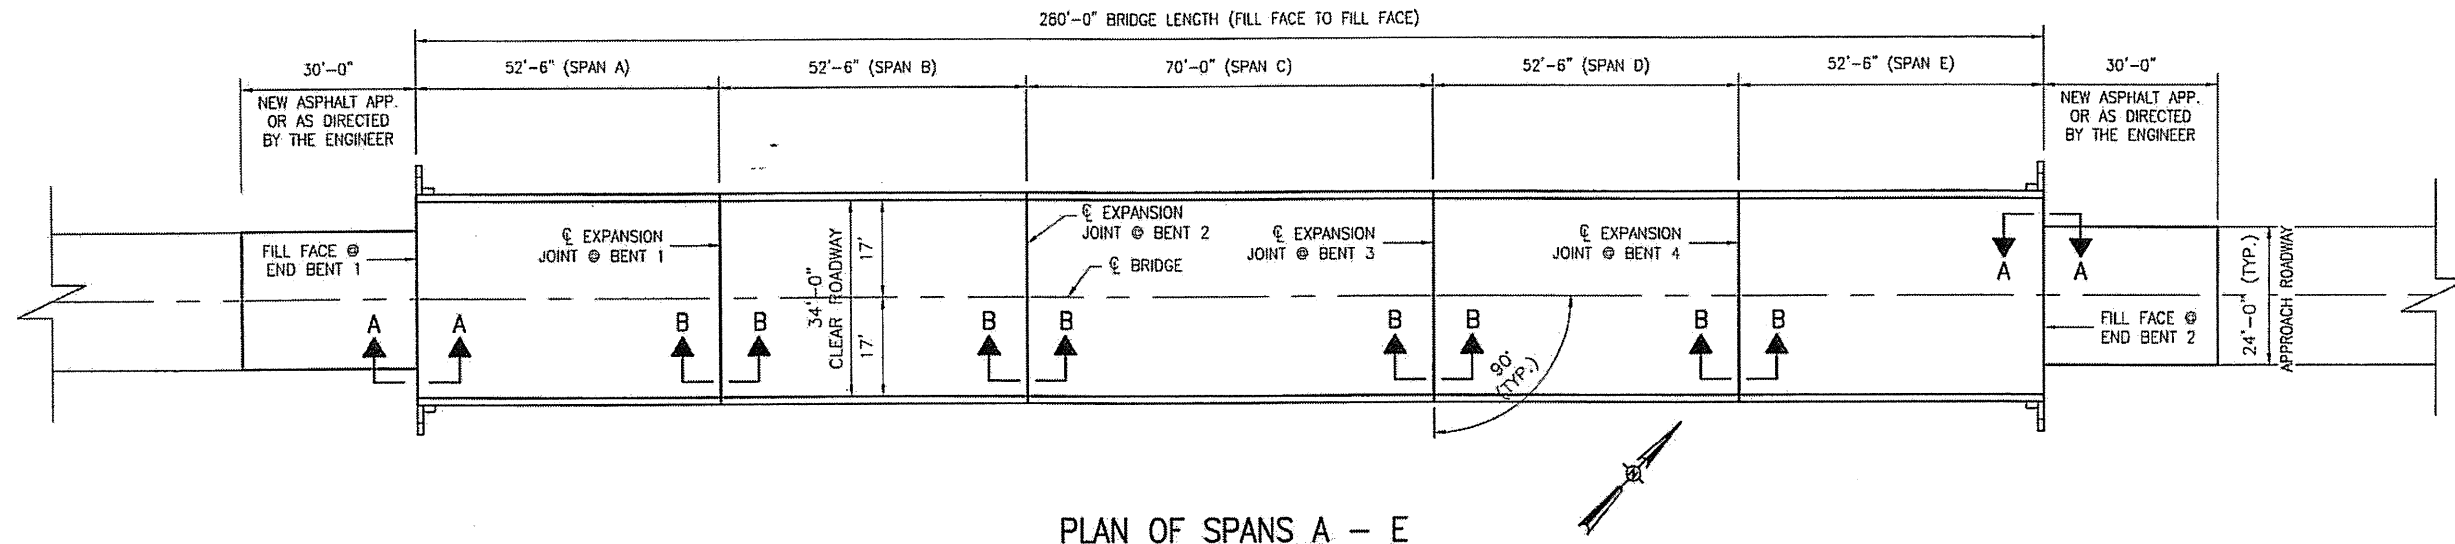 280'-0" BRIDGE LENGTH (FILL FACE TO FILL FACE)
30'-0"
52'-6" (SPAN A)
52'-6" (SPAN B)
70'-0" (SPAN C)
52'-6" (SPAN D)
52'-6" (SPAN E)
30'-0"
NEW ASPHALT APP.
OR AS DIRECTED
BY THE ENGINEER
NEW ASPHALT APP.
OR AS DIRECTED
BY THE ENGINEER
FILL FACE @
END BENT 1
℄ EXPANSION
JOINT @ BENT 1
34'-0"
CLEAR ROADWAY
17'
17'
℄ EXPANSION
JOINT @ BENT 2
℄ BRIDGE
℄ EXPANSION
JOINT @ BENT 3
℄ EXPANSION
JOINT @ BENT 4
A A
24'-0" (TYP.)
APPROACH ROADWAY
FILL FACE @
END BENT 2
A A
B B
B B
B B
B B
90°
(TYP.)
N
PLAN OF SPANS A – E